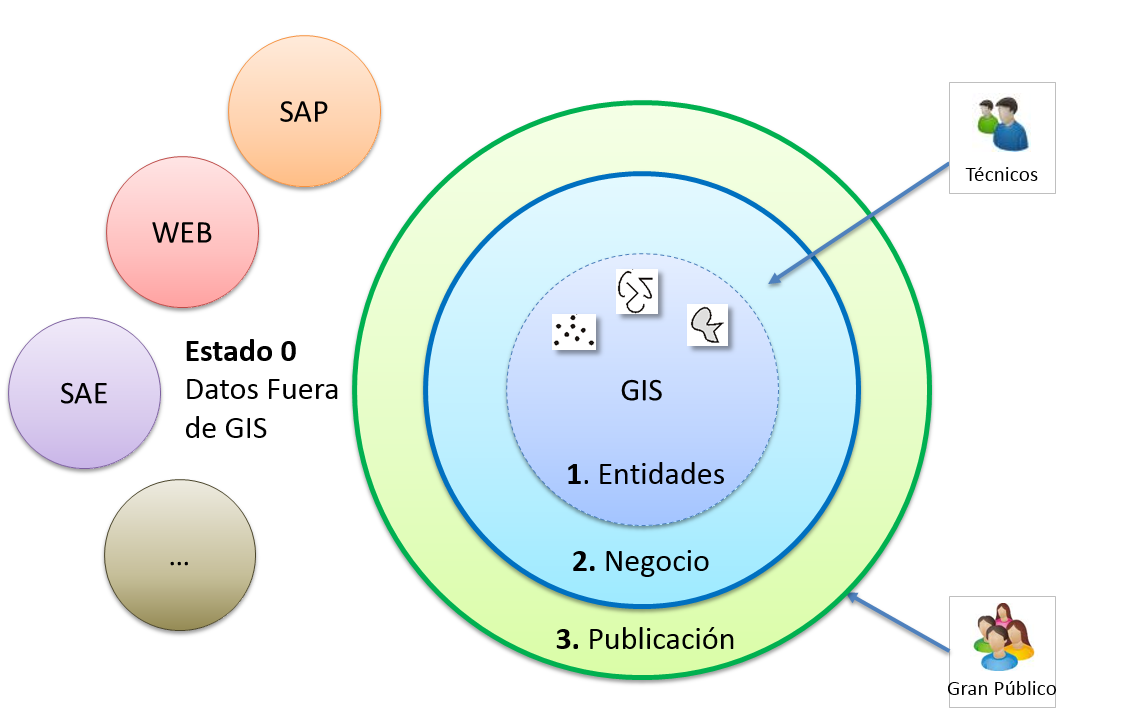 SAP
WEB
SAE
...
Estado 0
Datos Fuera
de GIS
GIS
1. Entidades
2. Negocio
3. Publicación
Técnicos
Gran Público